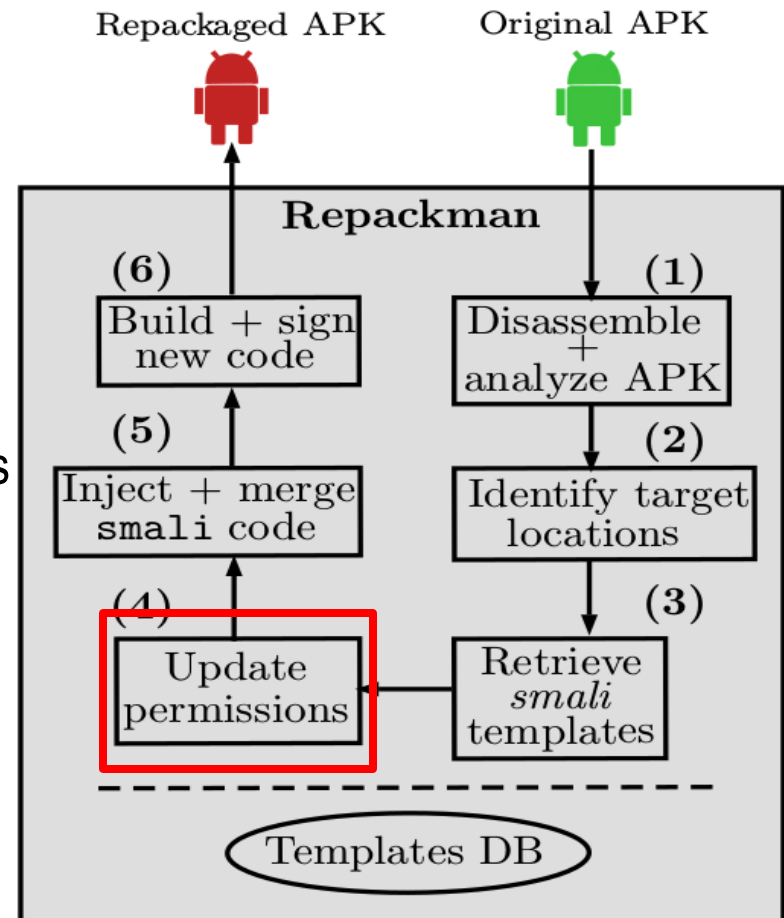 Repackaged APK
Original APK
Repackman
(6)
Build + sign
new code
(1)
Disassemble
+
analyze APK
(5)
Inject + merge
smali code
(2)
Identify target
locations
(4)
Update
permissions
(3)
Retrieve
smali
templates
Templates DB
s